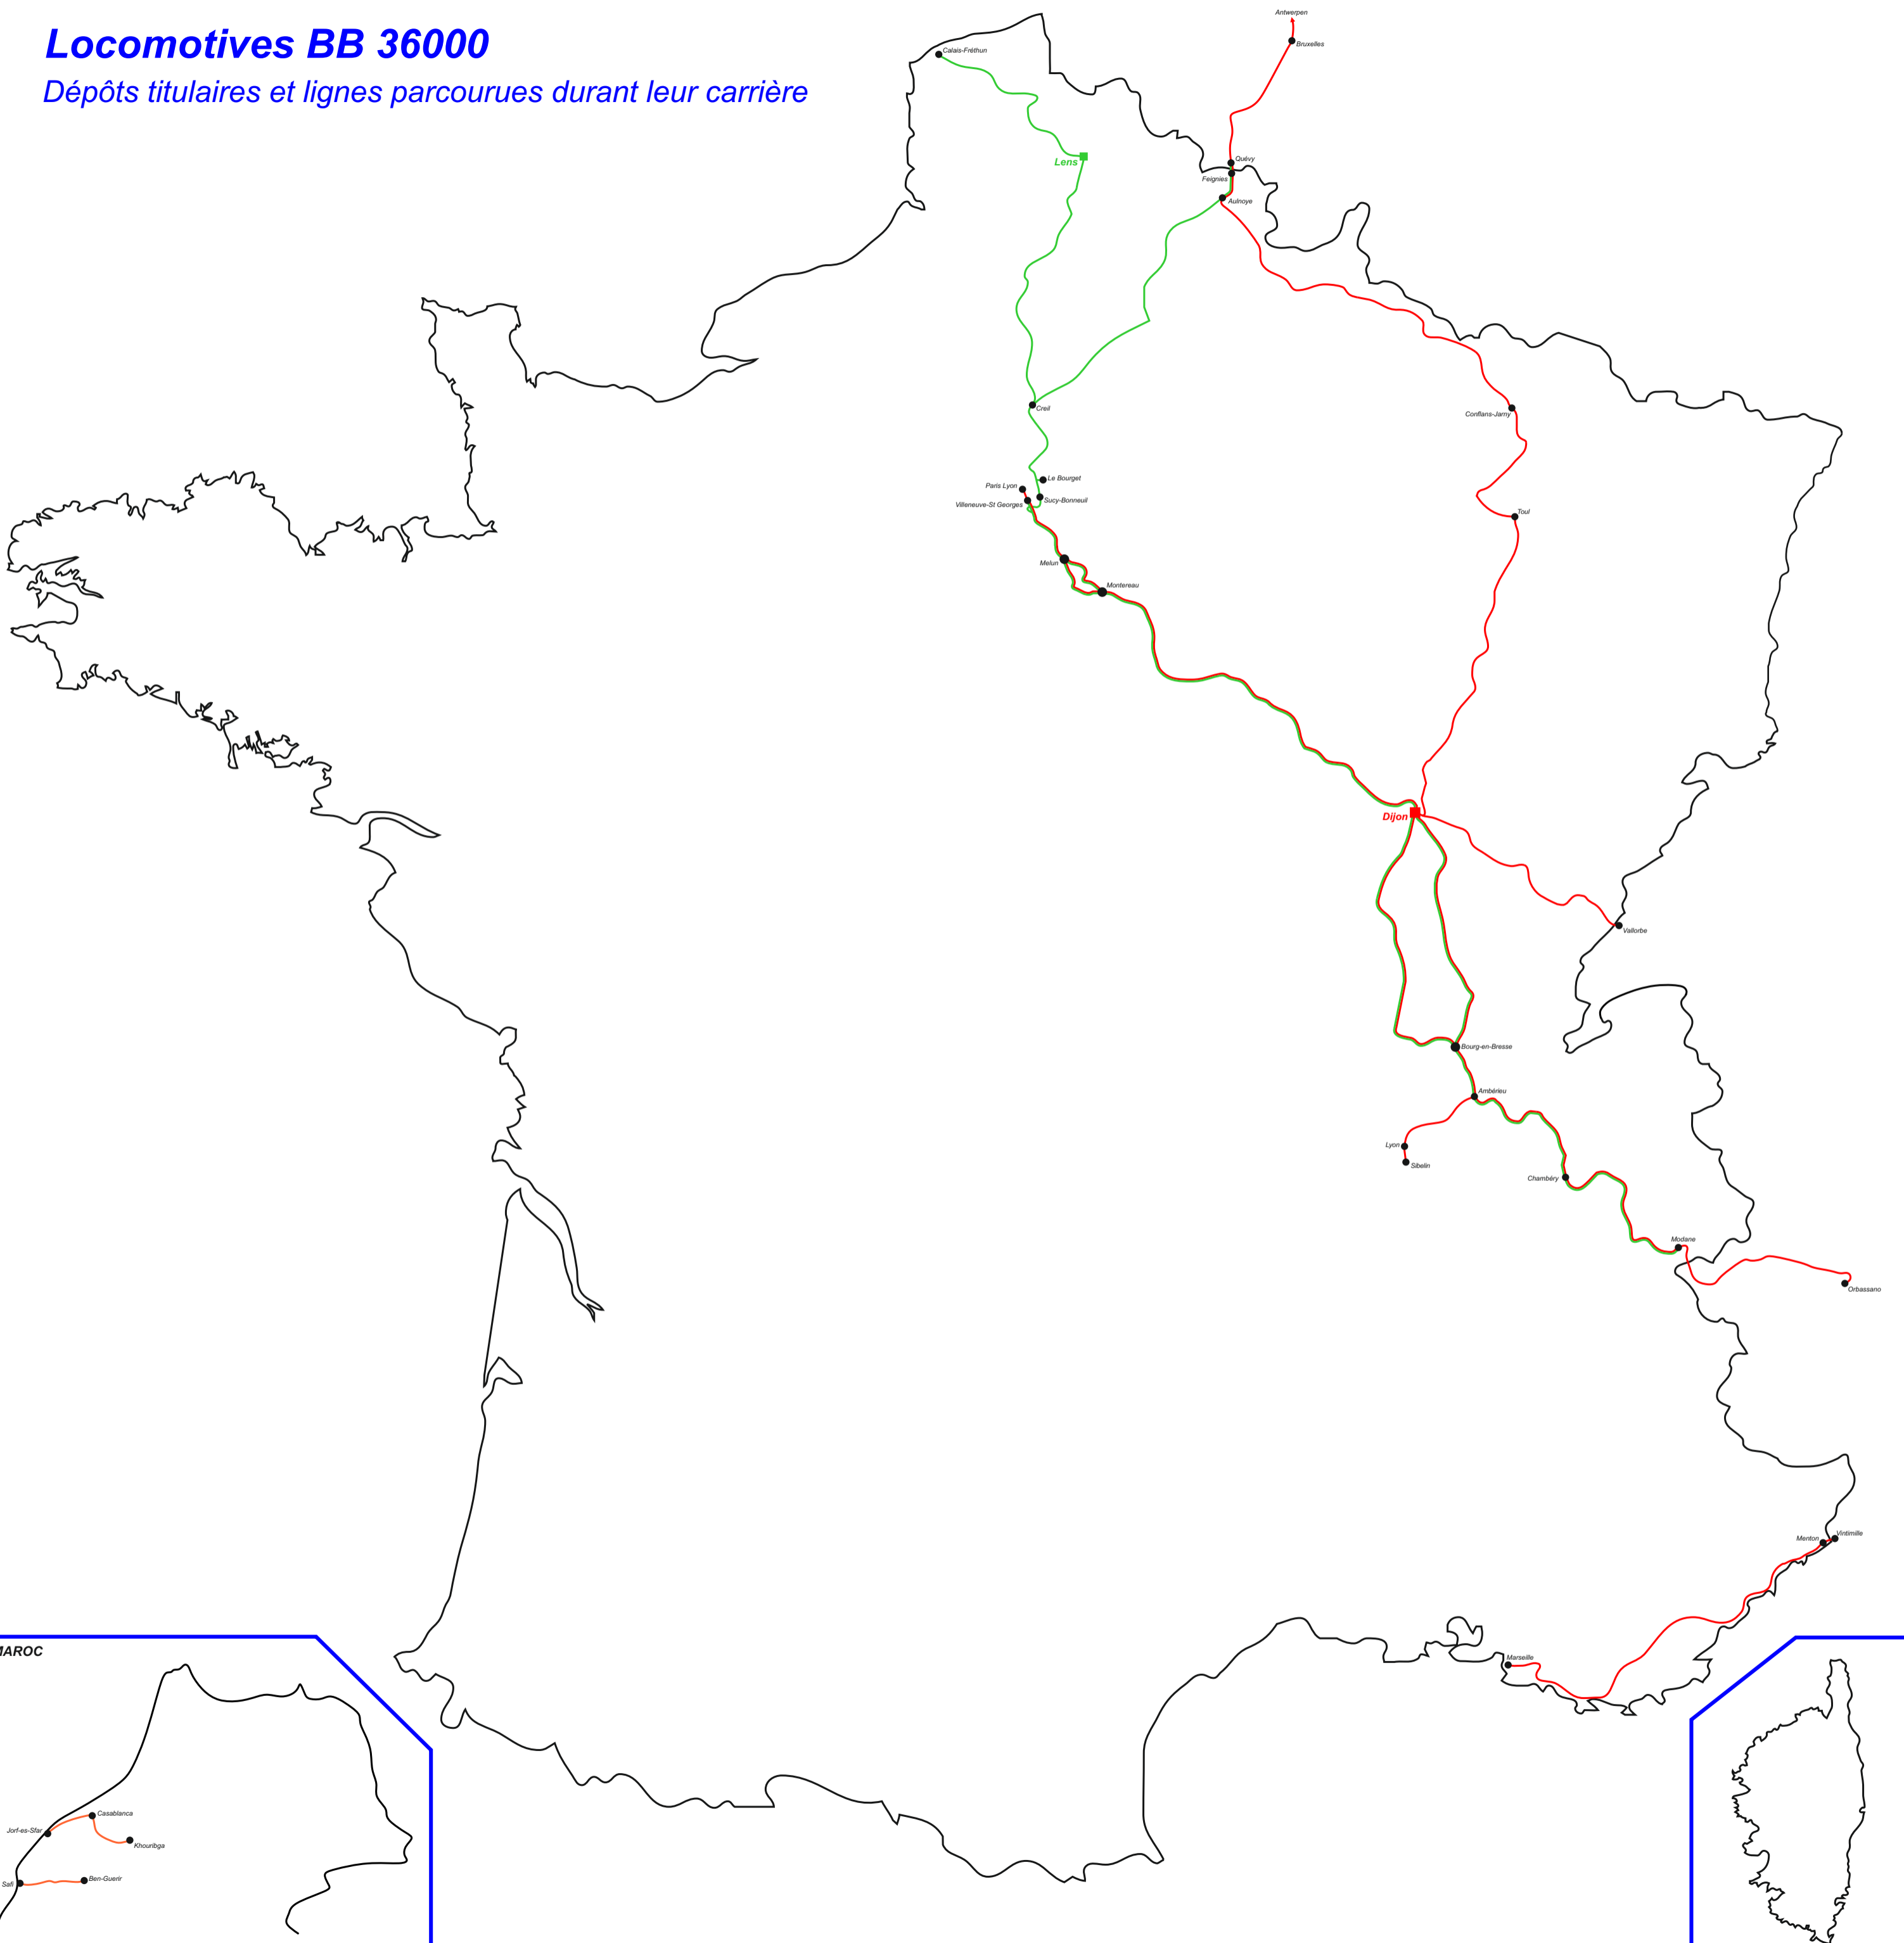 Locomotives BB 36000
Dépôts titulaires et lignes parcourues durant leur carrière
Antwerpen
Bruxelles
Calais-Fréthun
Lens
Quévy
Feignies
Aulnoye
Creil
Conflans-Jarny
Le Bourget
Paris Lyon
Sucy-Bonneuil
Villeneuve-St Georges
Toul
Melun
Montereau
Dijon
Vallorbe
Bourg-en-Bresse
Ambérieu
Lyon
Sibelin
Chambéry
Modane
Orbassano
Vintimille
Menton
Marseille
MAROC
Casablanca
Jorf-es-Sfar
Khouribga
Ben-Guerir
Safi